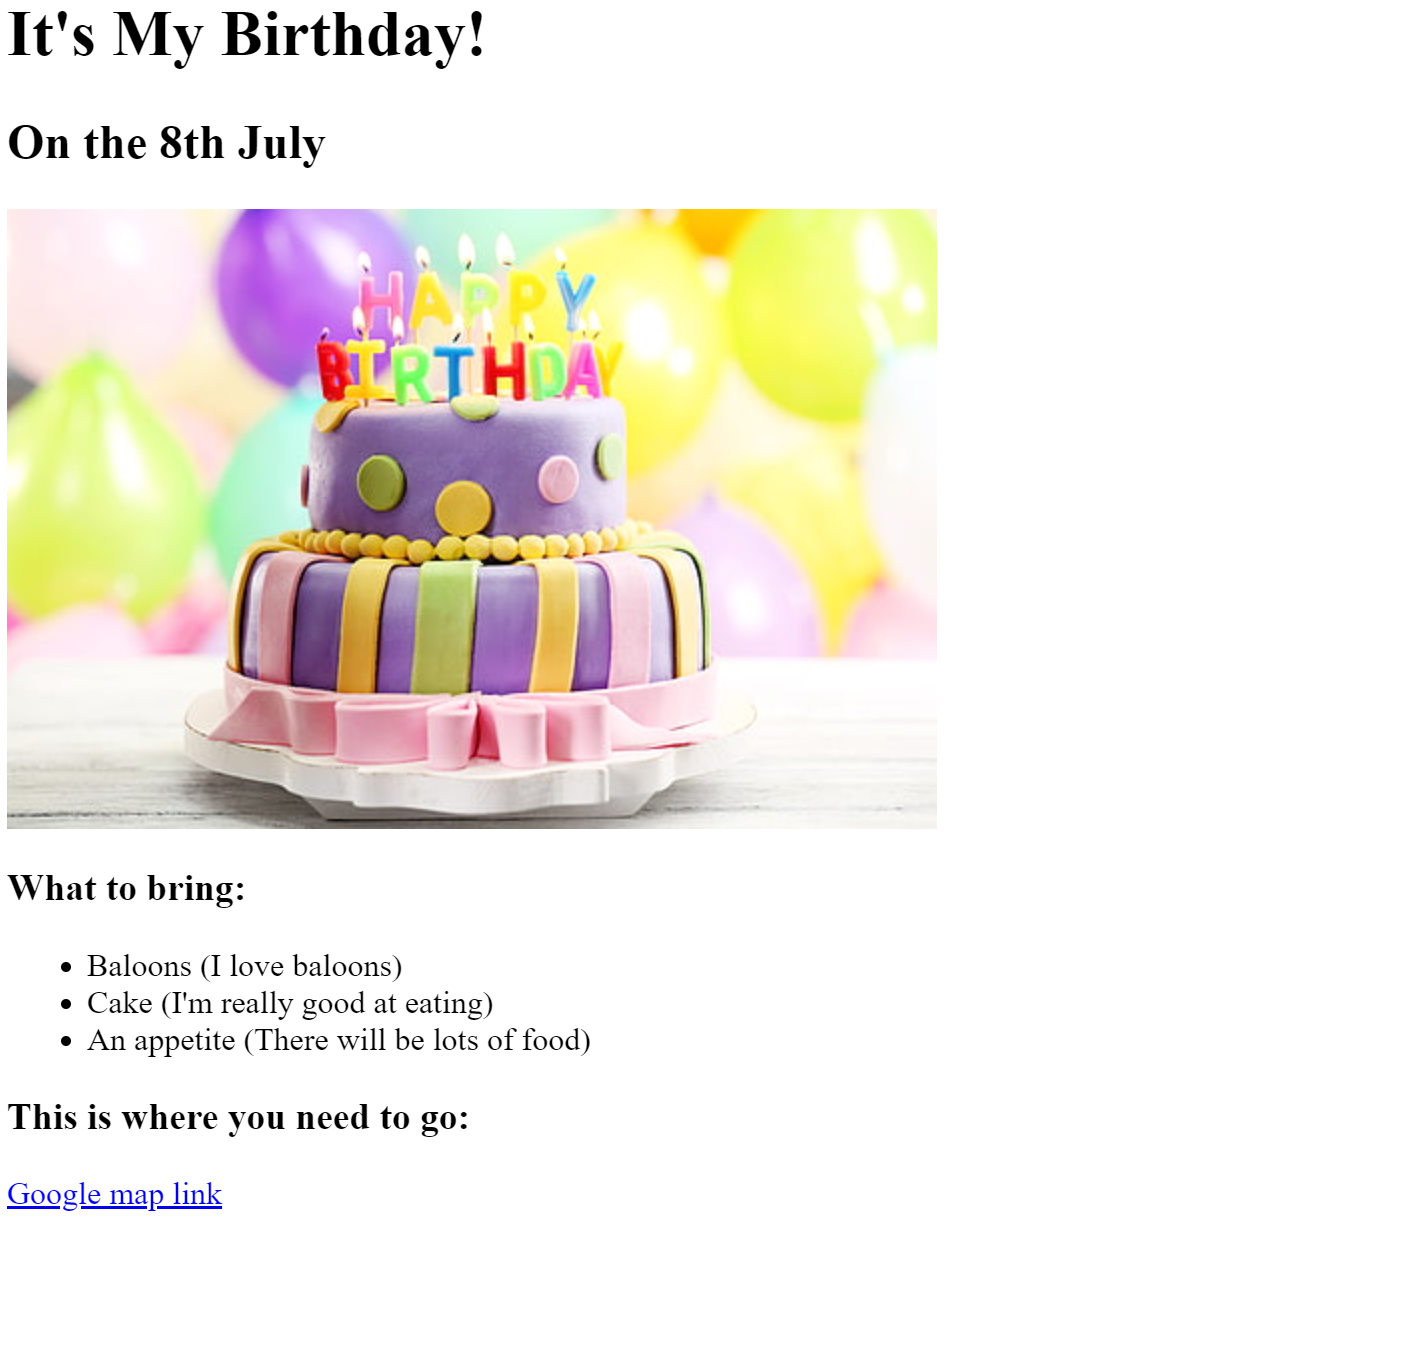 It's My Birthday!
On the 8th July
HAPPY
BIRTHDAY
What to bring:
Baloons (I love baloons)
Cake (I'm really good at eating)
An appetite (There will be lots of food)
This is where you need to go:
Google map link